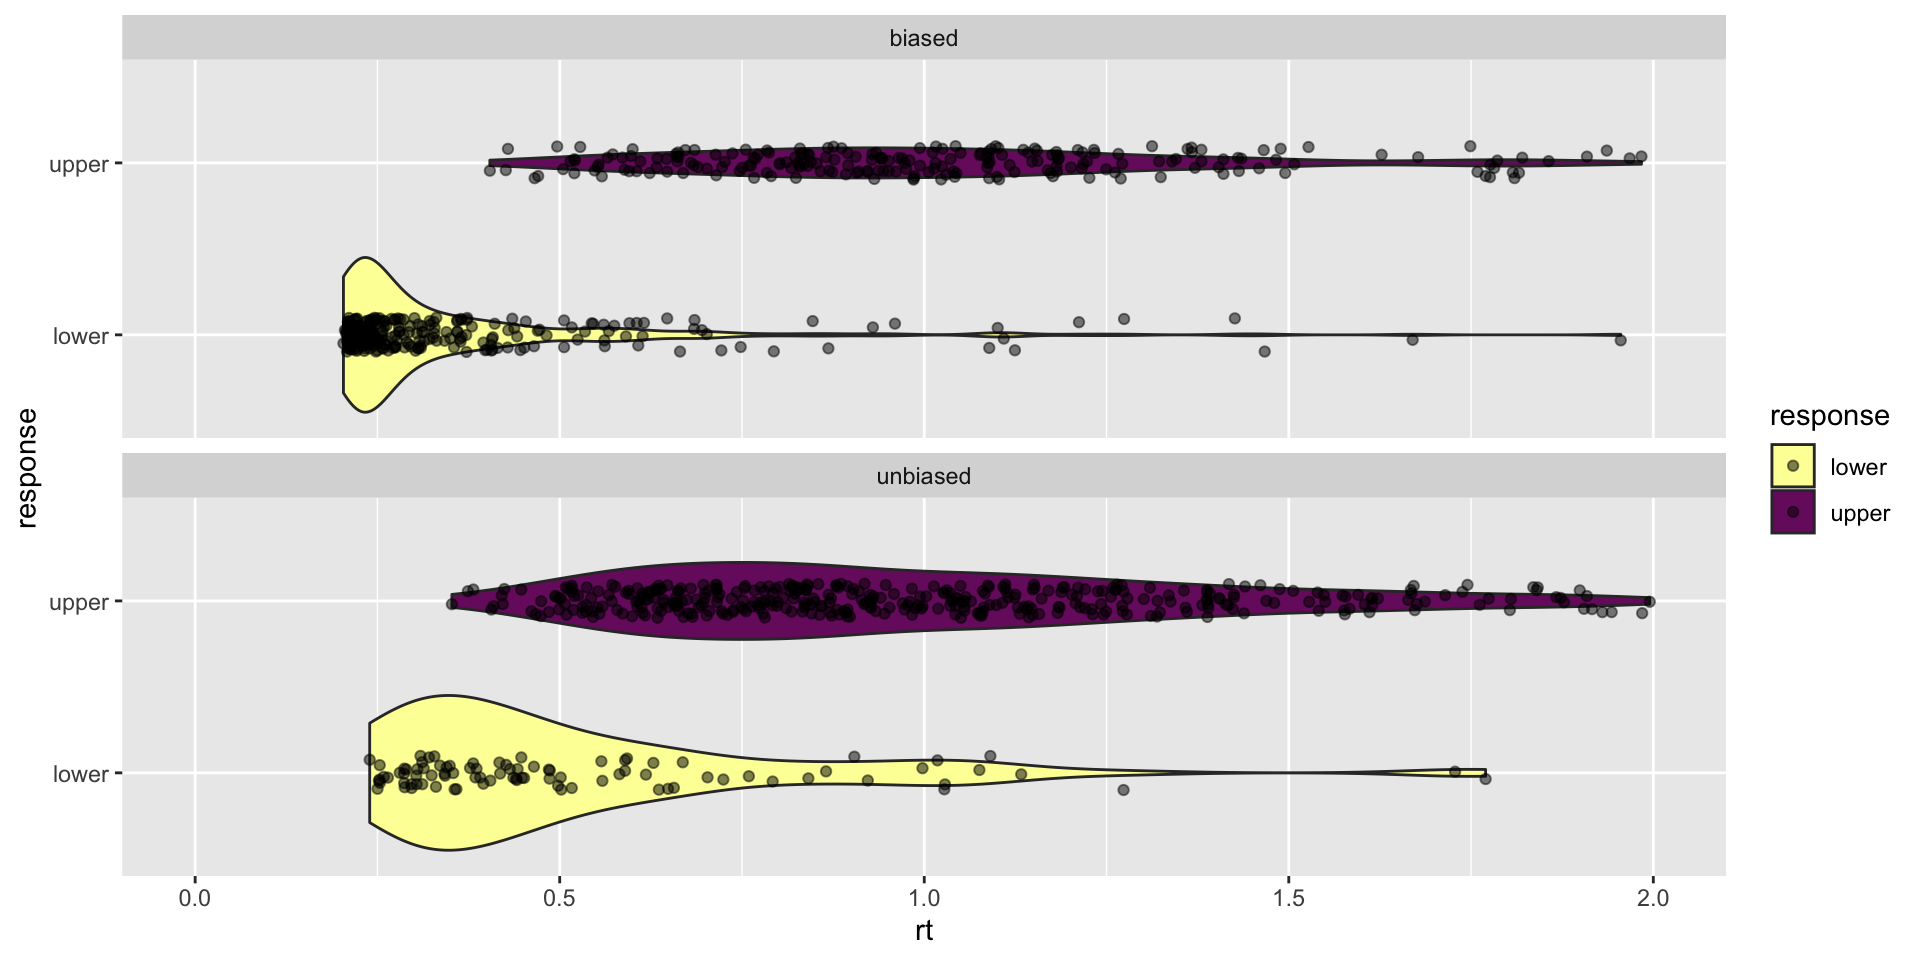 biased
upper
lower
response
unbiased
upper
lower
0.0 0.5 1.0 1.5 2.0
rt
response
lower
upper